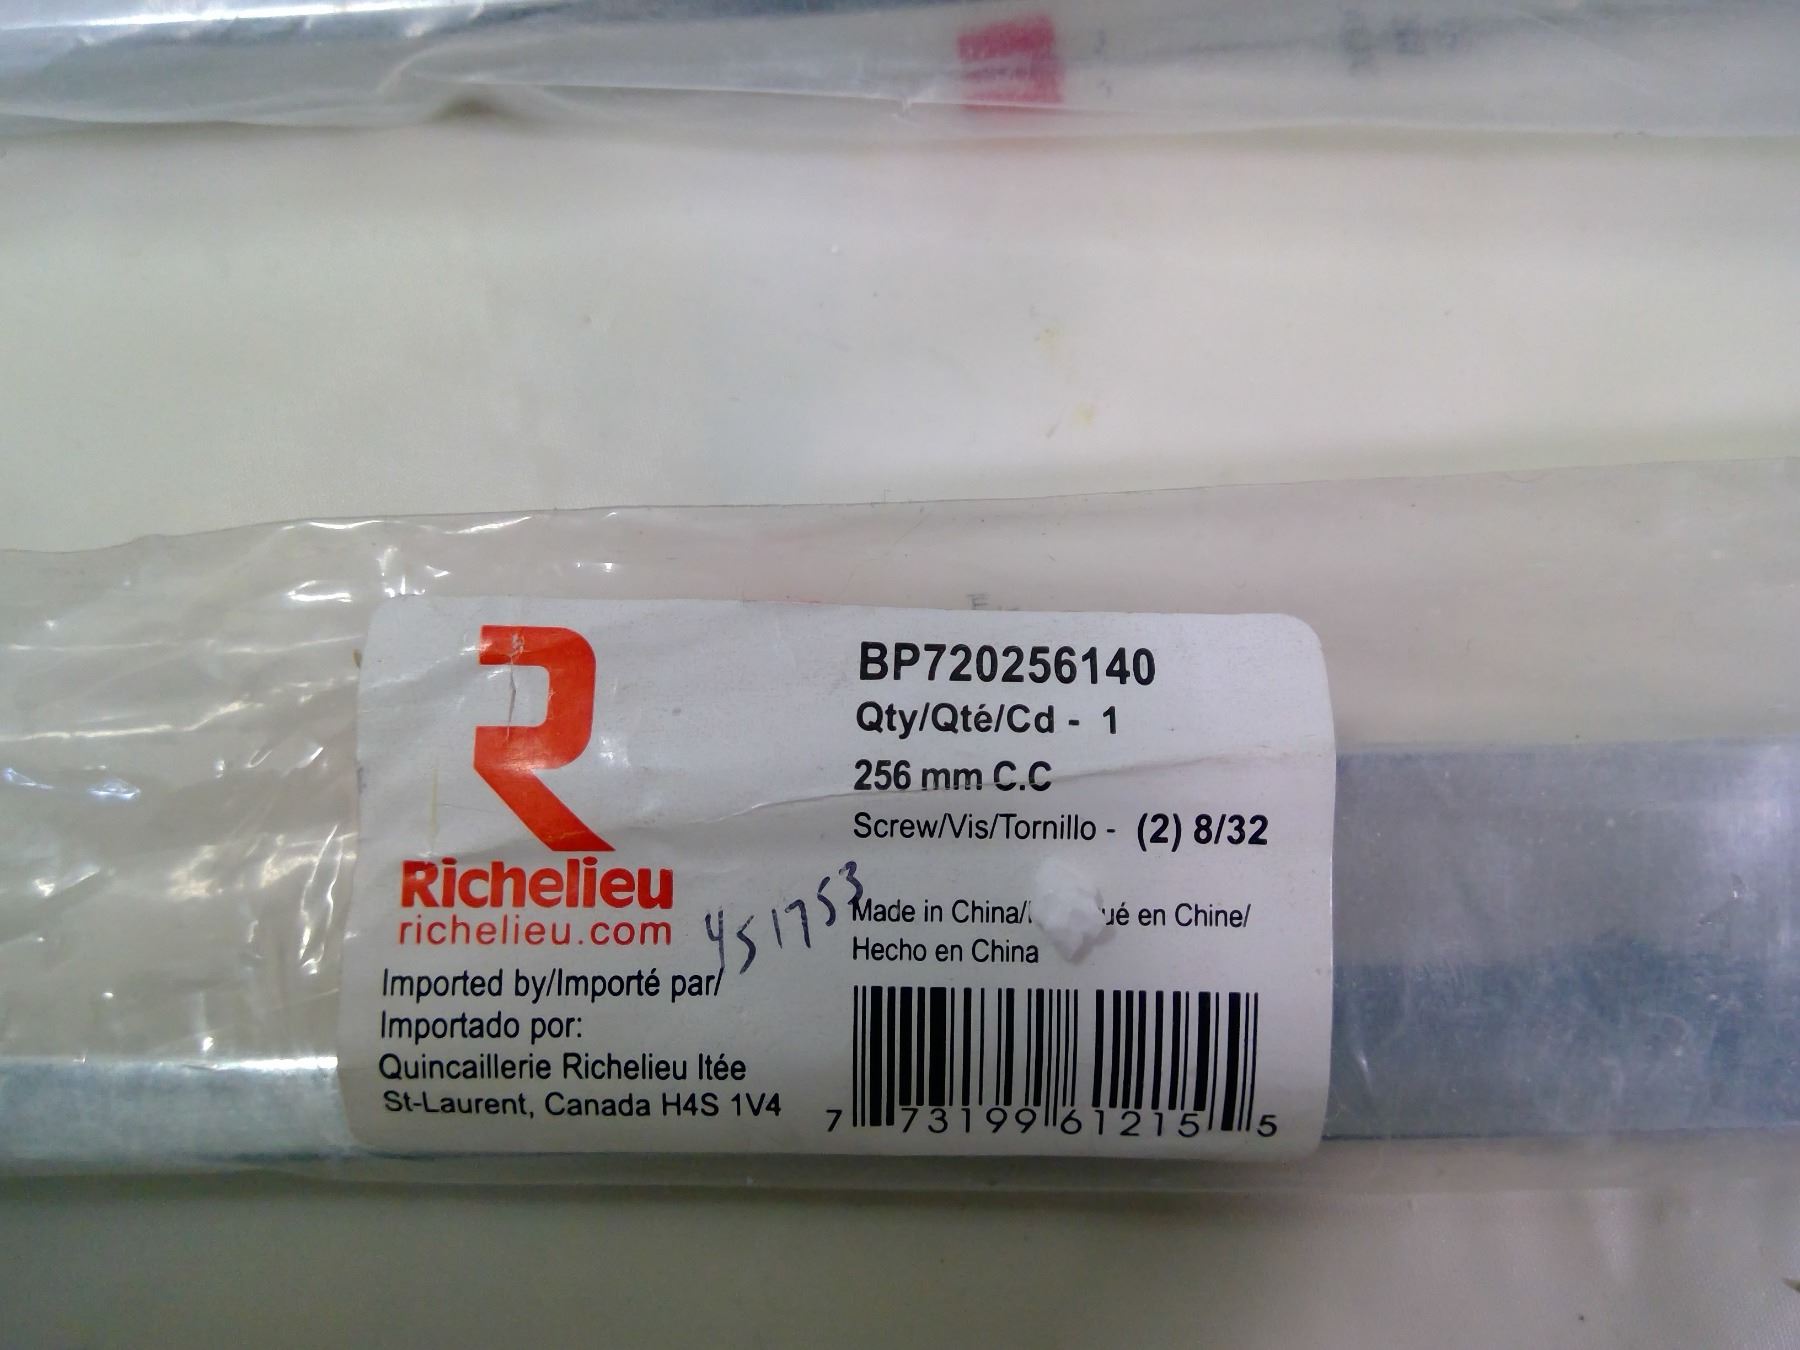 Richelieu
richelieu.com
451753
Imported by/Importé par/
Importado por:
Quincaillerie Richelieu ltée
St-Laurent, Canada H4S 1V4
BP720256140
Qty/Qté/Cd - 1
256 mm C.C
Screw/Vis/Tornillo - (2) 8/32
Made in China/ ué en Chine/
Hecho en China
7 73199 61215 5